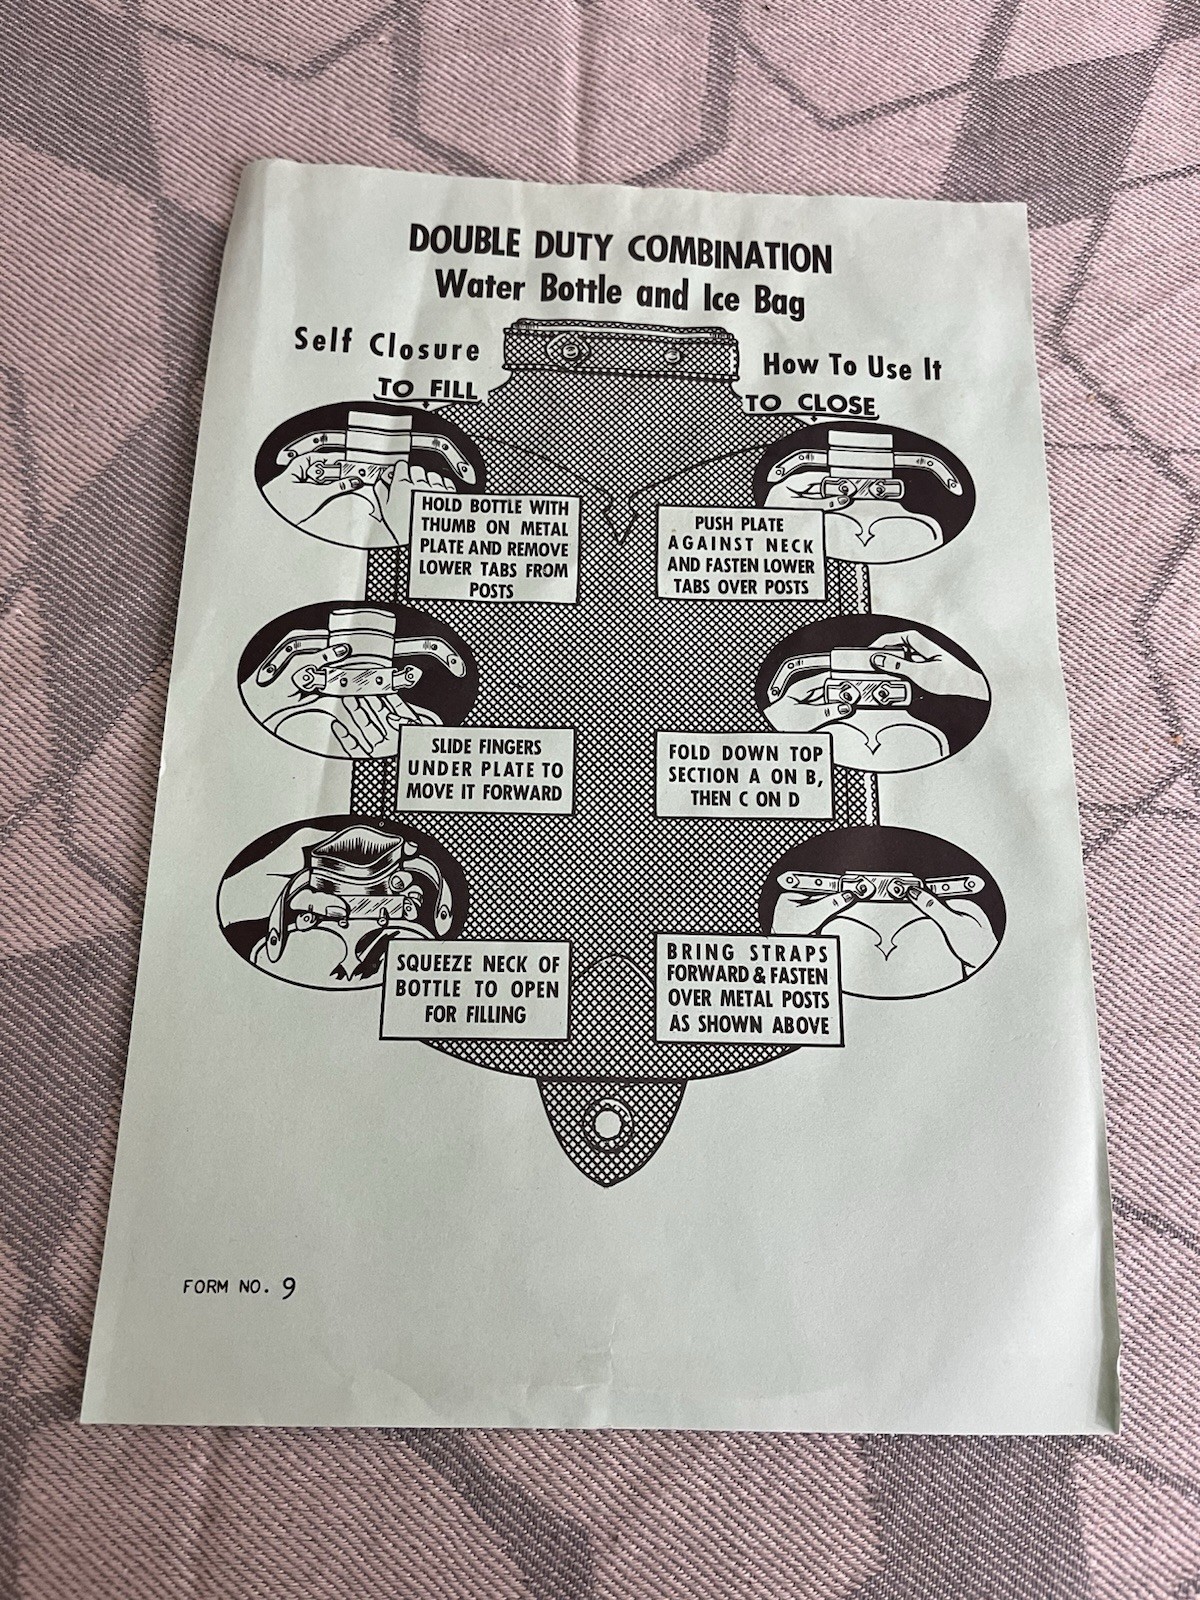 DOUBLE DUTY COMBINATION
Water Bottle and Ice Bag
Self Closure
How To Use It
TO FILL
HOLD BOTTLE WITH
THUMB ON METAL
PLATE AND REMOVE
LOWER TABS FROM
POSTS
SLIDE FINGERS
UNDER PLATE TO
MOVE IT FORWARD
SQUEEZE NECK OF
BOTTLE TO OPEN
FOR FILLING
TO CLOSE
PUSH PLATE
AGAINST NECK
AND FASTEN LOWER
TABS OVER POSTS
FOLD DOWN TOP
SECTION A ON B,
THEN C ON D
BRING STRAPS
FORWARD & FASTEN
OVER METAL POSTS
AS SHOWN ABOVE
FORM NO. 9